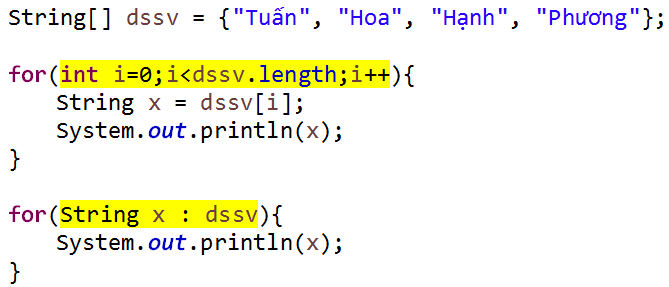 String[] dssv = {"Tuấn", "Hoa", "Hạnh", "Phương"};
for(int i=0;i<dssv.length;i++){
    String x = dssv[i];
    System.out.println(x);
}
for(String x : dssv){
    System.out.println(x);
}